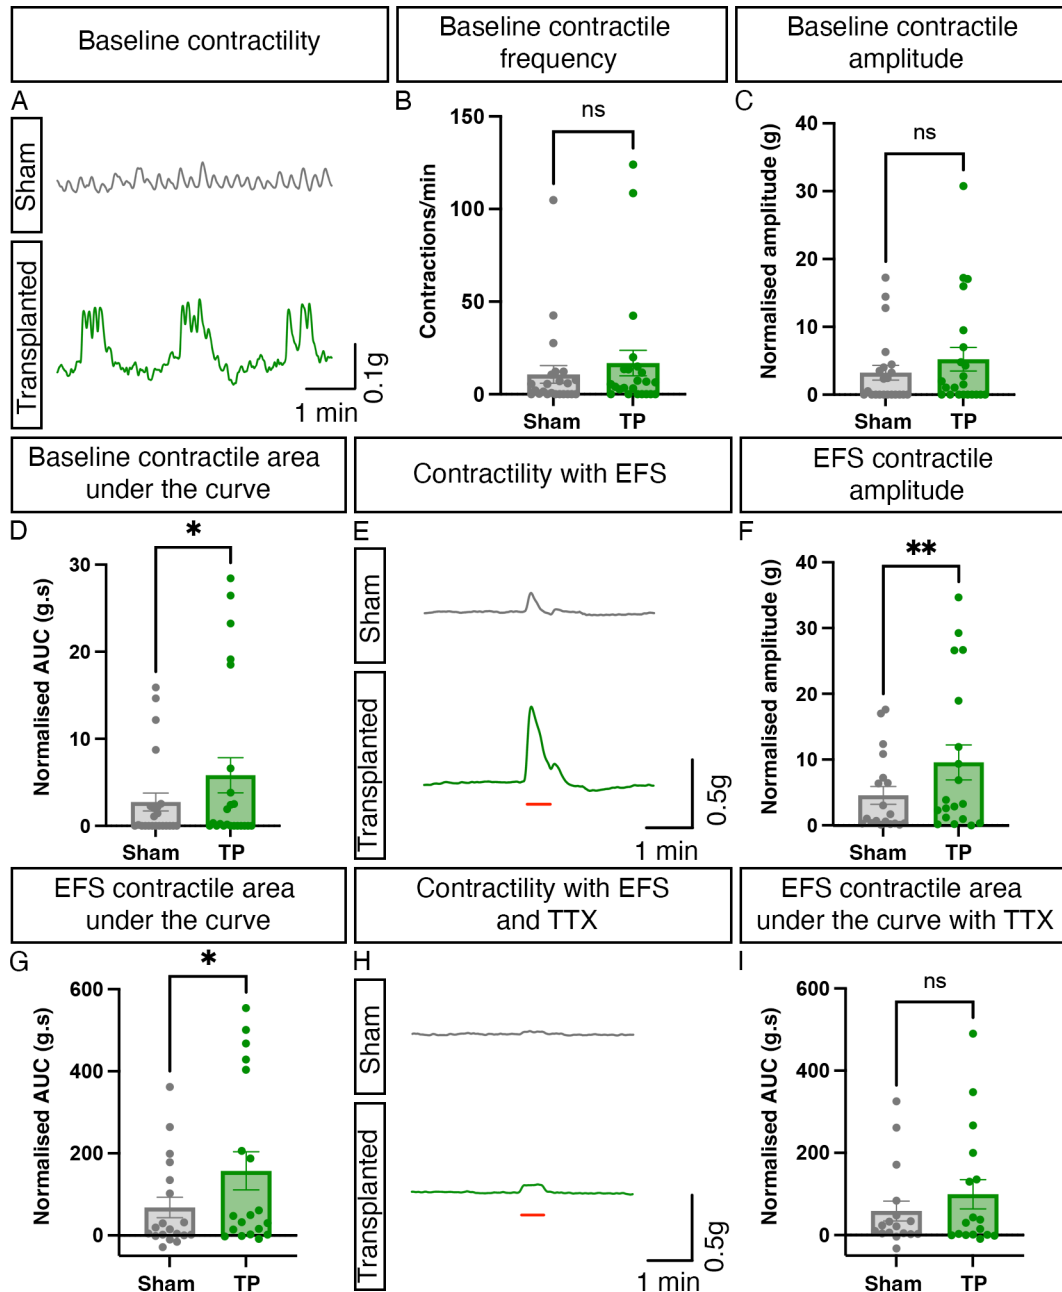 Baseline contractility
Baseline contractile
frequency
Baseline contractile
amplitude
A
Sham
Transplanted
1 min
0.1g
B
ns
Contractions/min
150
100
50
0
Sham
TP
C
ns
Normalised amplitude (g)
40
30
20
10
0
Sham
TP
Baseline contractile area
under the curve
Contractility with EFS
EFS contractile
amplitude
D
*
Normalised AUC (g.s)
30
20
10
0
Sham
TP
E
Sham
Transplanted
1 min
0.5g
F
**
Normalised amplitude (g)
40
30
20
10
0
Sham
TP
EFS contractile area
under the curve
Contractility with EFS
and TTX
EFS contractile area
under the curve with TTX
G
*
Normalised AUC (g.s)
600
400
200
0
Sham
TP
H
Sham
Transplanted
1 min
0.5g
I
ns
Normalised AUC (g.s)
600
400
200
0
Sham
TP